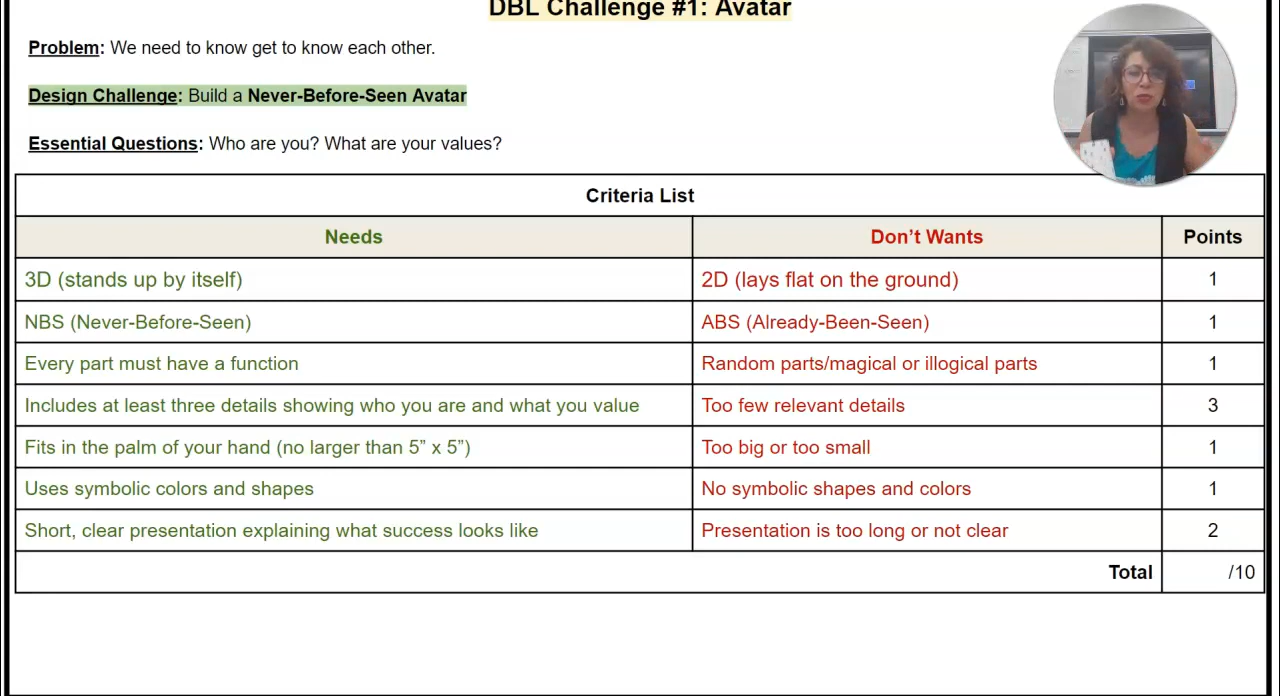 DBL Challenge #1: Avatar
Problem: We need to know get to know each other.
Design Challenge: Build a Never-Before-Seen Avatar
Essential Questions: Who are you? What are your values?
Criteria List
Needs Don't Wants Points
3D (stands up by itself) 2D (lays flat on the ground) 1
NBS (Never-Before-Seen) ABS (Already-Been-Seen) 1
Every part must have a function Random parts/magical or illogical parts 1
Includes at least three details showing who you are and what you value Too few relevant details 3
Fits in the palm of your hand (no larger than 5” x 5”) Too big or too small 1
Uses symbolic colors and shapes No symbolic shapes and colors 1
Short, clear presentation explaining what success looks like Presentation is too long or not clear 2
Total /10